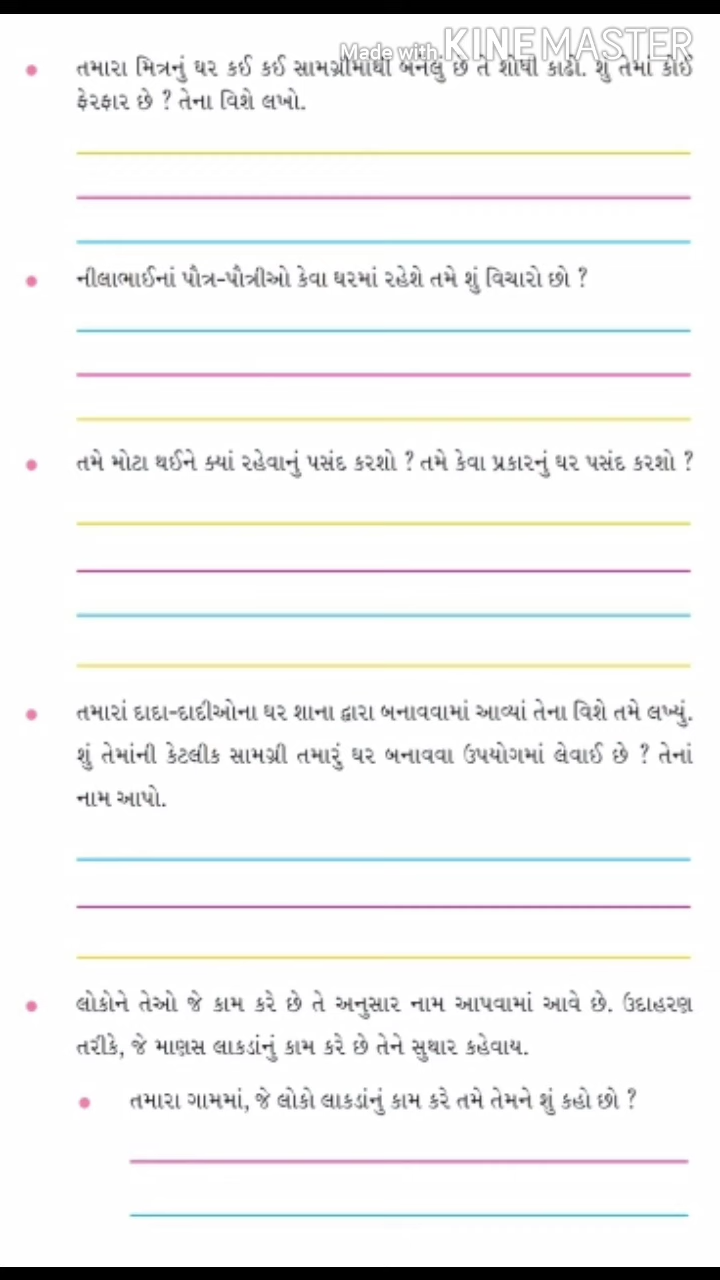 Made with KINEMASTER
તમારા મિત્રનું ઘર કઈ કઈ સામગ્રીમાંથી બનેલું છે તે શોધી કાઢો. શું તેમાં કોઈ
ફેરફાર છે ? તેના વિશે લખો.
નીલાભાઈનાં પૌત્ર-પૌત્રીઓ કેવા ઘરમાં રહેશે તમે શું વિચારો છો ?
તમે મોટા થઈને ક્યાં રહેવાનું પસંદ કરશો ? તમે કેવા પ્રકારનું ઘર પસંદ કરશો ?
તમારાં દાદા-દાદીઓના ઘર શાના દ્વારા બનાવવામાં આવ્યાં તેના વિશે તમે લખ્યું.
શું તેમાંની કેટલીક સામગ્રી તમારું ઘર બનાવવા ઉપયોગમાં લેવાઈ છે ? તેનાં
નામ આપો.
લોકોને તેઓ જે કામ કરે છે તે અનુસાર નામ આપવામાં આવે છે. ઉદાહરણ
તરીકે, જે માણસ લાકડાંનું કામ કરે છે તેને સુથાર કહેવાય.
તમારા ગામમાં, જે લોકો લાકડાંનું કામ કરે તમે તેમને શું કહો છો ?